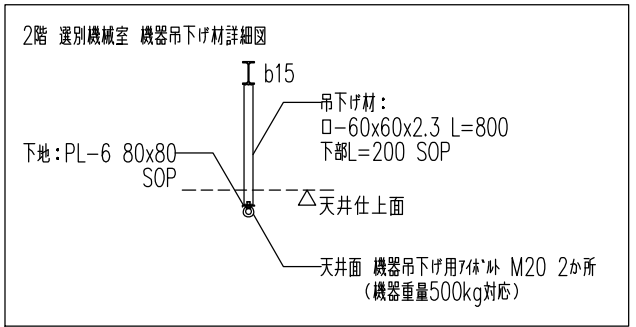 2階 選別機械室 機器吊下げ材詳細図
b15
吊下げ材：
ロ-60x60x2.3 L=800
下部L=200 SOP
下地：PL-6 80x80
SOP
天井仕上面
天井面 機器吊下げ用ｱｲﾎﾞﾙﾄ M20 2か所
（機器重量500kg対応）